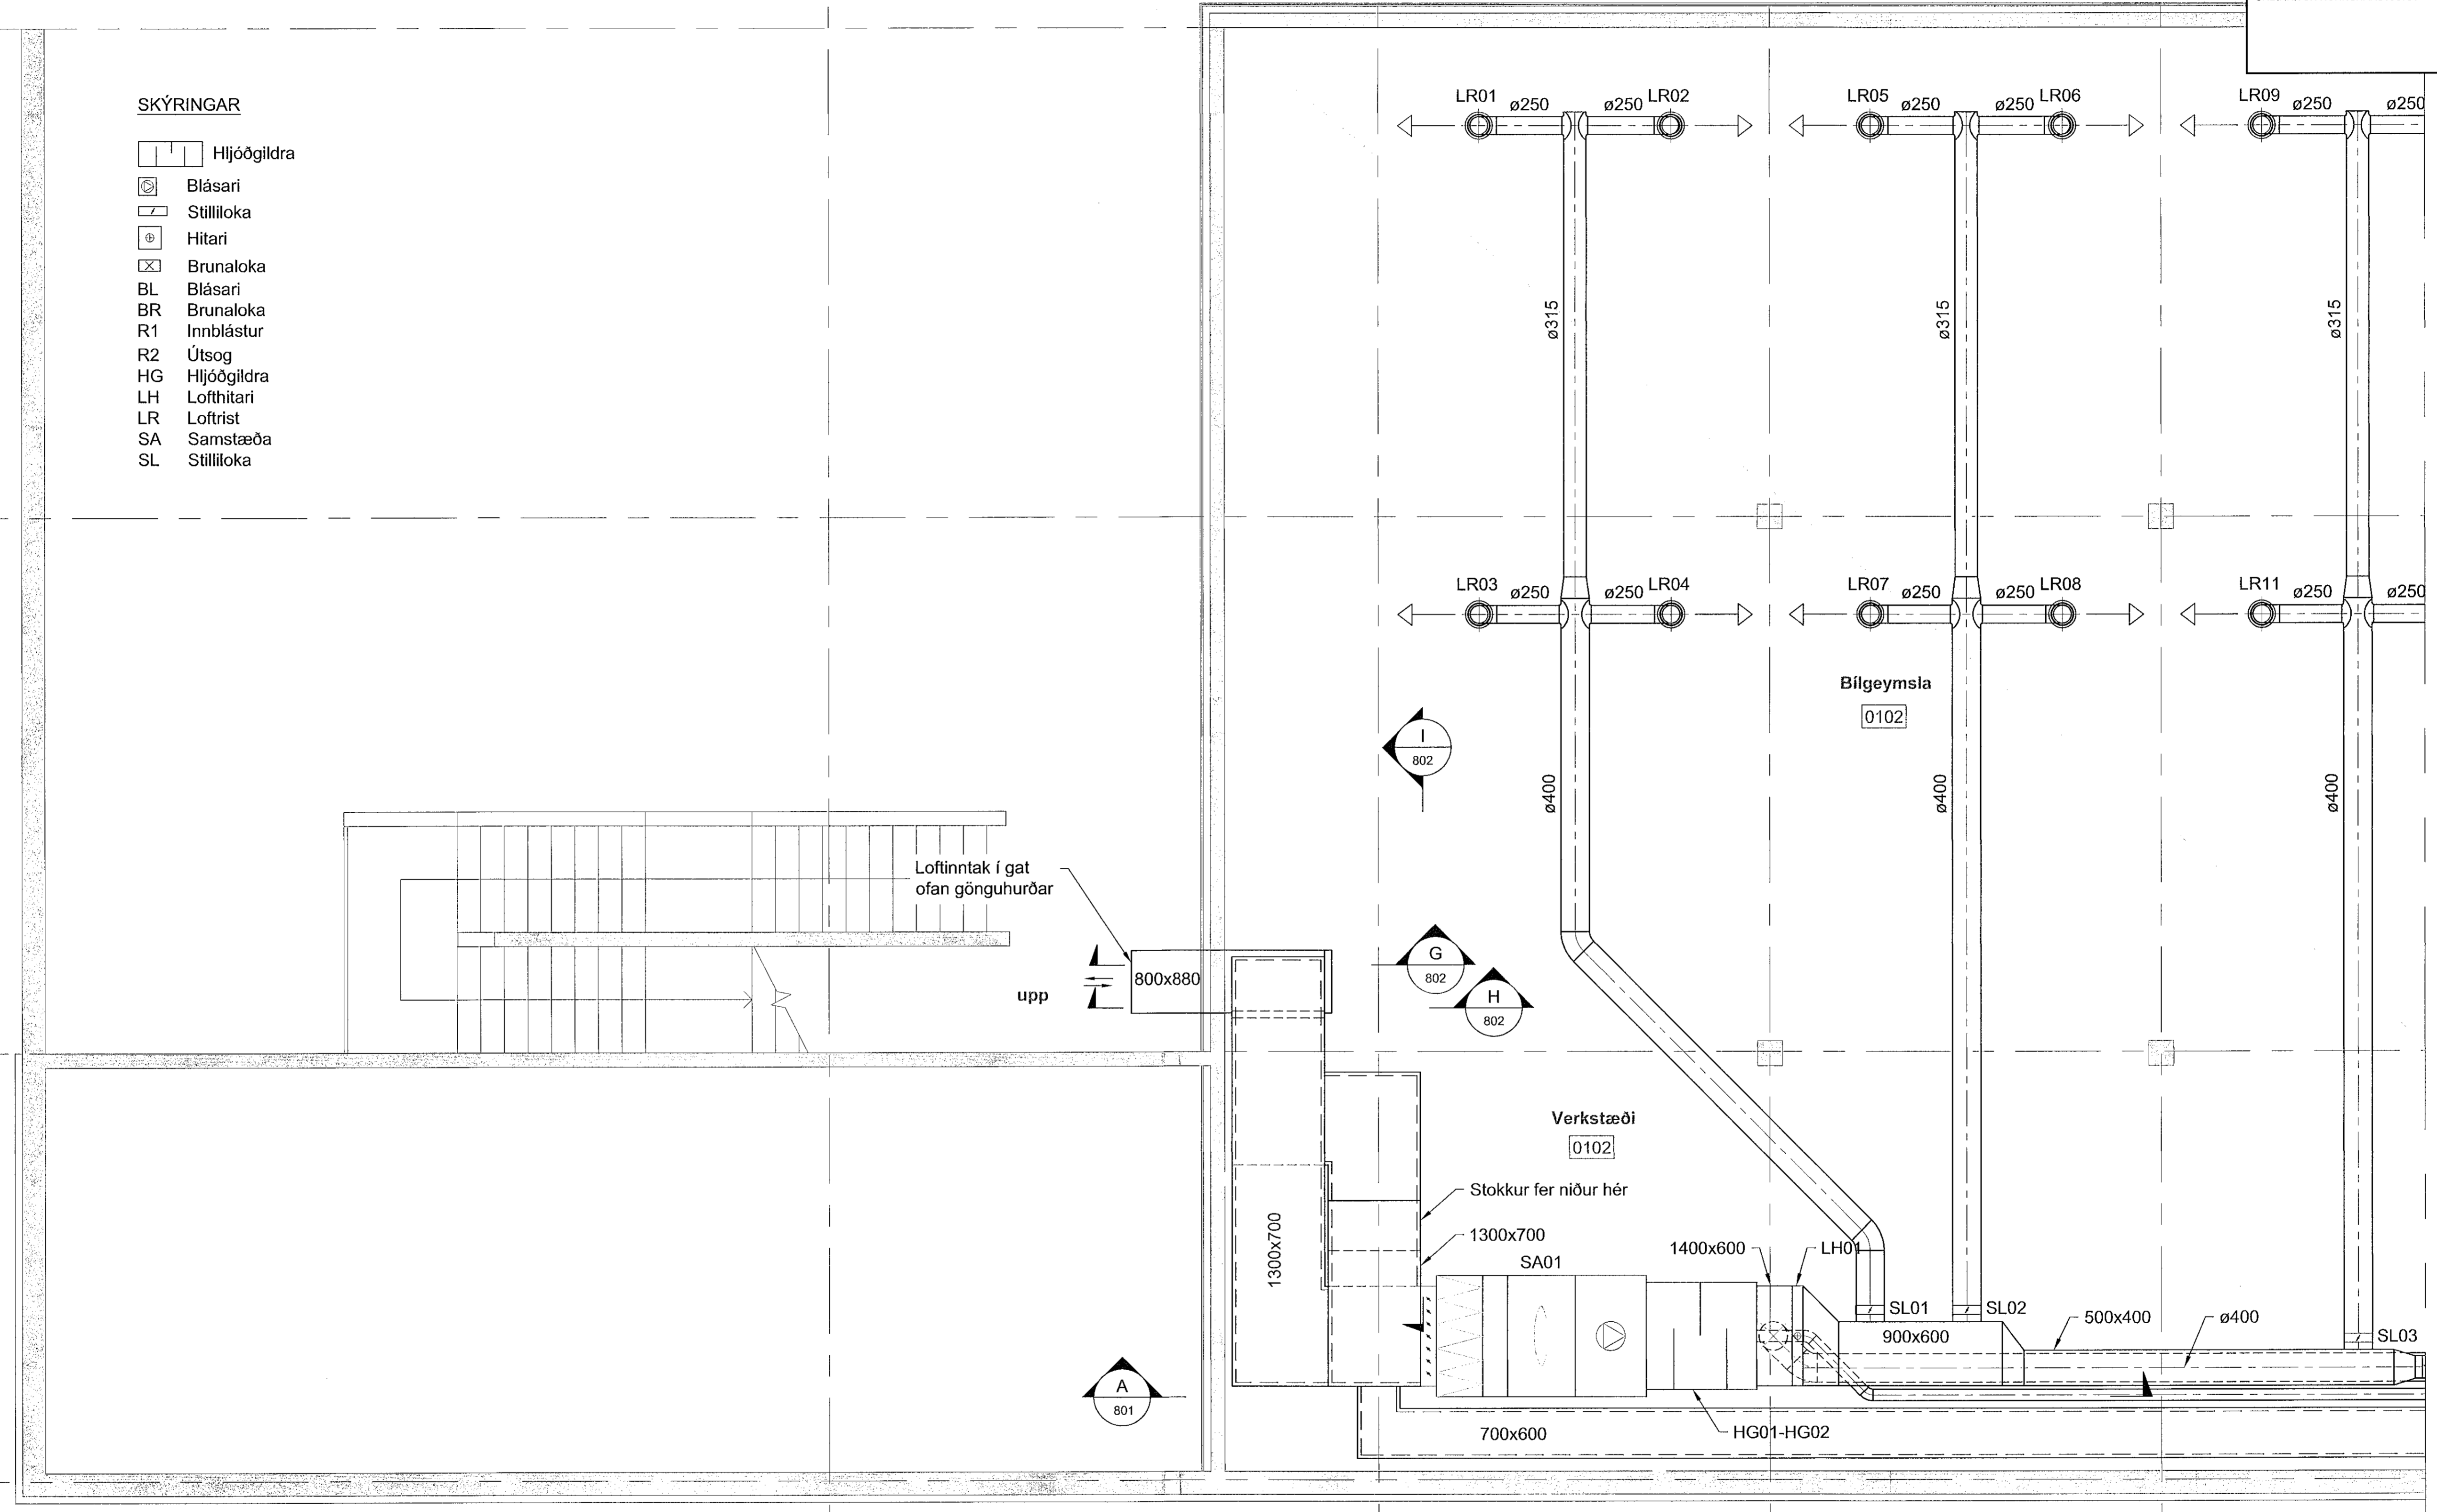 SKÝRINGAR
Hljóðgildra
Blásari
Stilliloka
Hitari
Brunaloka
BL Blásari
BR Brunaloka
R1 Innblástur
R2 Útsog
HG Hljóðgildra
LH Lofthitari
LR Loftrist
SA Samstæða
SL Stilliloka
LR01 ø250 ø250 LR02
LR05 ø250 ø250 LR06
LR09 ø250 ø250
ø315
ø315
ø315
LR03 ø250 ø250 LR04
LR07 ø250 ø250 LR08
LR11 ø250 ø250
Bílgeymsla
0102
I
802
ø400
ø400
ø400
Loftinntak í gat
ofan gönguhurðar
800x880
upp
G
802
H
802
Verkstæði
0102
Stokkur fer niður hér
1300x700
1300x700
SA01
1400x600
LH01
SL01
SL02
SL03
900x600
500x400
ø400
A
801
700x600
HG01-HG02